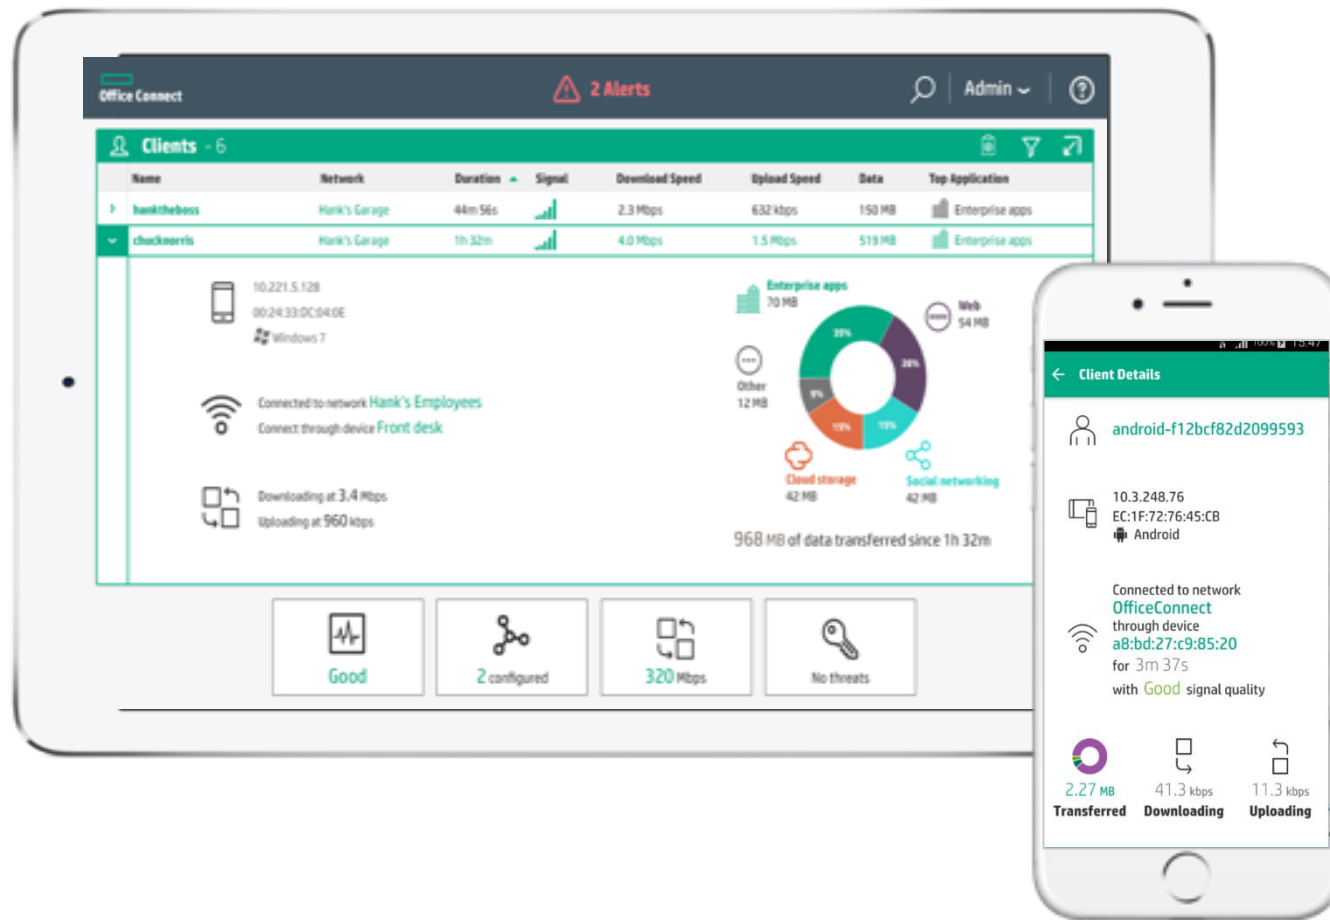 Office Connect
2 Alerts
Admin
?
Clients - 6
Name Network Duration Signal Download Speed Upload Speed Data Top Application
hanktheboss Hank's Garage 44m 56s 2.3 Mbps 632 kbps 150 MB Enterprise apps
chucknorris Hank's Garage 1h 32m 4.0 Mbps 1.5 Mbps 519 MB Enterprise apps
10.221.5.128
00:24:33:DC:04:0E
Windows 7
Connected to network Hank's Employees
Connect through device Front desk
Downloading at 3.4 Mbps
Uploading at 960 kbps
Enterprise apps
70 MB
Web
54 MB
Other
12 MB
Cloud storage
42 MB
Social networking
42 MB
20%
9%
15%
15%
968 MB of data transferred since 1h 32m
Good
2 configured
320 Mbps
No threats
100% 15:47
Client Details
android-f12bcf82d2099593
10.3.248.76
EC:1F:72:76:45:CB
Android
Connected to network
OfficeConnect
through device
a8:bd:27:c9:85:20
for 3m 37s
with Good signal quality
2.27 MB 41.3 kbps 11.3 kbps
Transferred Downloading Uploading